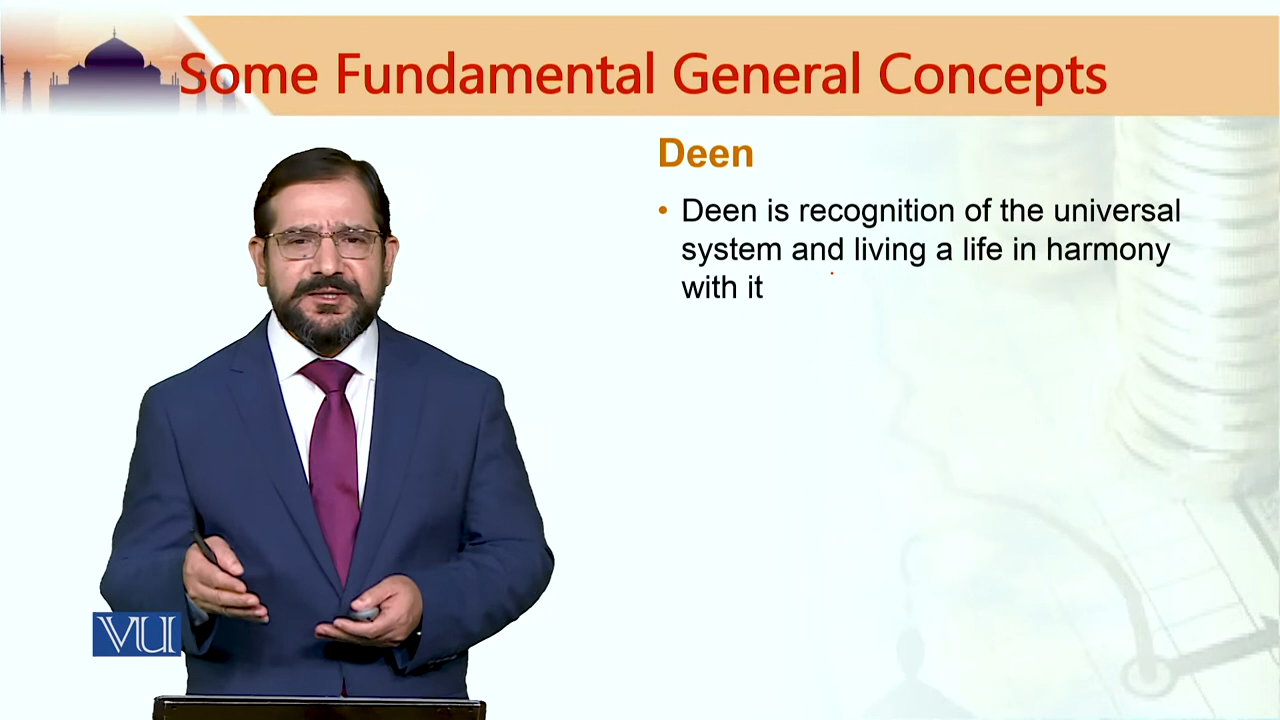 Some Fundamental General Concepts
Deen
• Deen is recognition of the universal
system and living a life in harmony
with it
VU